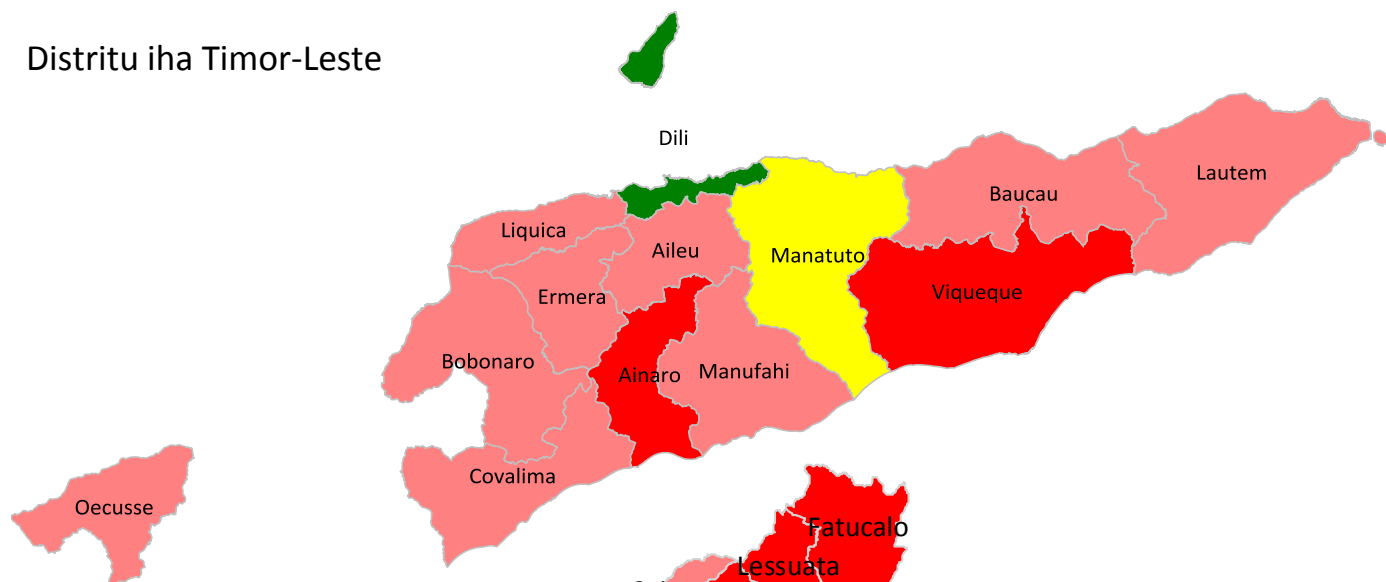 Distritu iha Timor-Leste
Dili
Lautem
Baucau
Liquica
Aileu
Manatuto
Viqueque
Ermera
Bobonaro
Ainaro
Manufahi
Covalima
Oecusse
Fatucalo
Lessuata